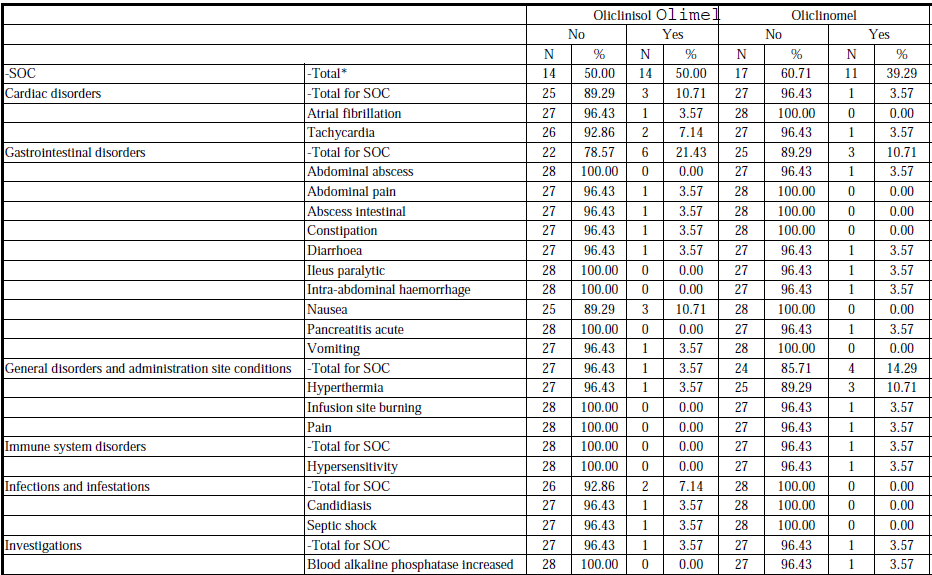 Oliclinisol Olimel Oliclinomel
No Yes No Yes
N % N % N % N %
-SOC -Total* 14 50.00 14 50.00 17 60.71 11 39.29
Cardiac disorders -Total for SOC 25 89.29 3 10.71 27 96.43 1 3.57
Atrial fibrillation 27 96.43 1 3.57 28 100.00 0 0.00
Tachycardia 26 92.86 2 7.14 27 96.43 1 3.57
Gastrointestinal disorders -Total for SOC 22 78.57 6 21.43 25 89.29 3 10.71
Abdominal abscess 28 100.00 0 0.00 27 96.43 1 3.57
Abdominal pain 27 96.43 1 3.57 28 100.00 0 0.00
Abscess intestinal 27 96.43 1 3.57 28 100.00 0 0.00
Constipation 27 96.43 1 3.57 28 100.00 0 0.00
Diarrhoea 27 96.43 1 3.57 27 96.43 1 3.57
Ileus paralytic 28 100.00 0 0.00 27 96.43 1 3.57
Intra-abdominal haemorrhage 28 100.00 0 0.00 27 96.43 1 3.57
Nausea 25 89.29 3 10.71 28 100.00 0 0.00
Pancreatitis acute 28 100.00 0 0.00 27 96.43 1 3.57
Vomiting 27 96.43 1 3.57 28 100.00 0 0.00
General disorders and administration site conditions -Total for SOC 27 96.43 1 3.57 24 85.71 4 14.29
Hyperthermia 27 96.43 1 3.57 25 89.29 3 10.71
Infusion site burning 28 100.00 0 0.00 27 96.43 1 3.57
Pain 28 100.00 0 0.00 27 96.43 1 3.57
Immune system disorders -Total for SOC 28 100.00 0 0.00 27 96.43 1 3.57
Hypersensitivity 28 100.00 0 0.00 27 96.43 1 3.57
Infections and infestations -Total for SOC 26 92.86 2 7.14 28 100.00 0 0.00
Candidiasis 27 96.43 1 3.57 28 100.00 0 0.00
Septic shock 27 96.43 1 3.57 28 100.00 0 0.00
Investigations -Total for SOC 27 96.43 1 3.57 27 96.43 1 3.57
Blood alkaline phosphatase increased 28 100.00 0 0.00 27 96.43 1 3.57